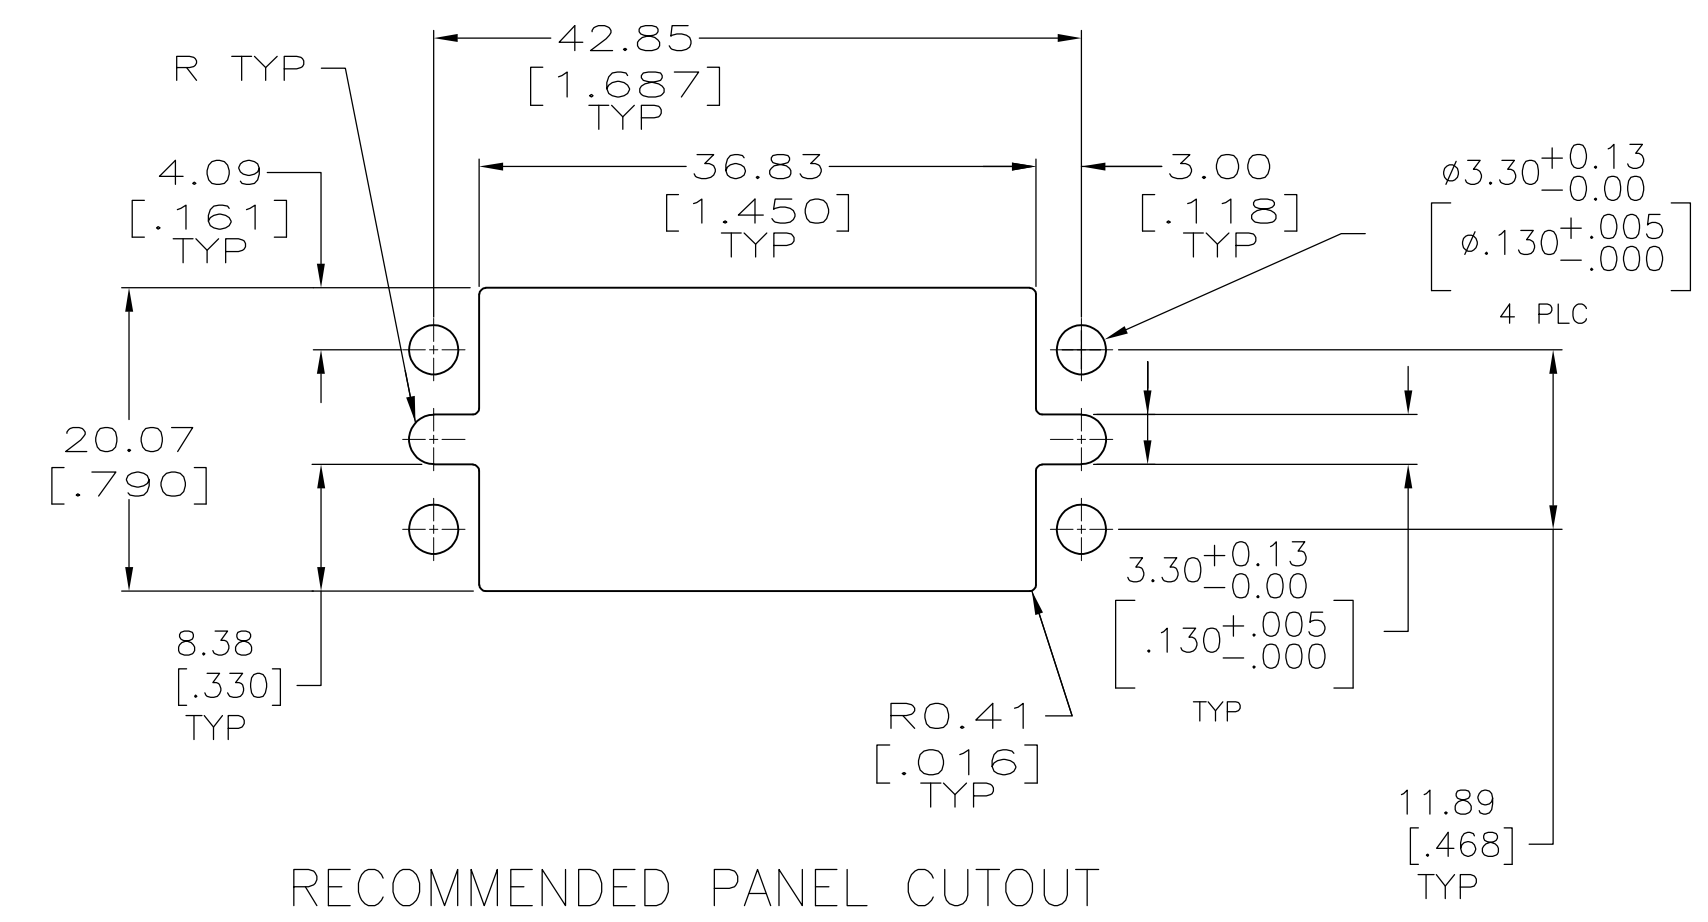 42.85
[1.687]
TYP
R TYP
4.09
[.161]
TYP
36.83
[1.450]
TYP
3.00
[.118]
TYP
ø3.30 +0.13
-0.00
[ø.130 +.005
-.000]
4 PLC
20.07
[.790]
3.30 +0.13
-0.00
[.130 +.005
-.000]
TYP
8.38
[.330]
TYP
R0.41
[.016]
TYP
11.89
[.468]
TYP
RECOMMENDED PANEL CUTOUT